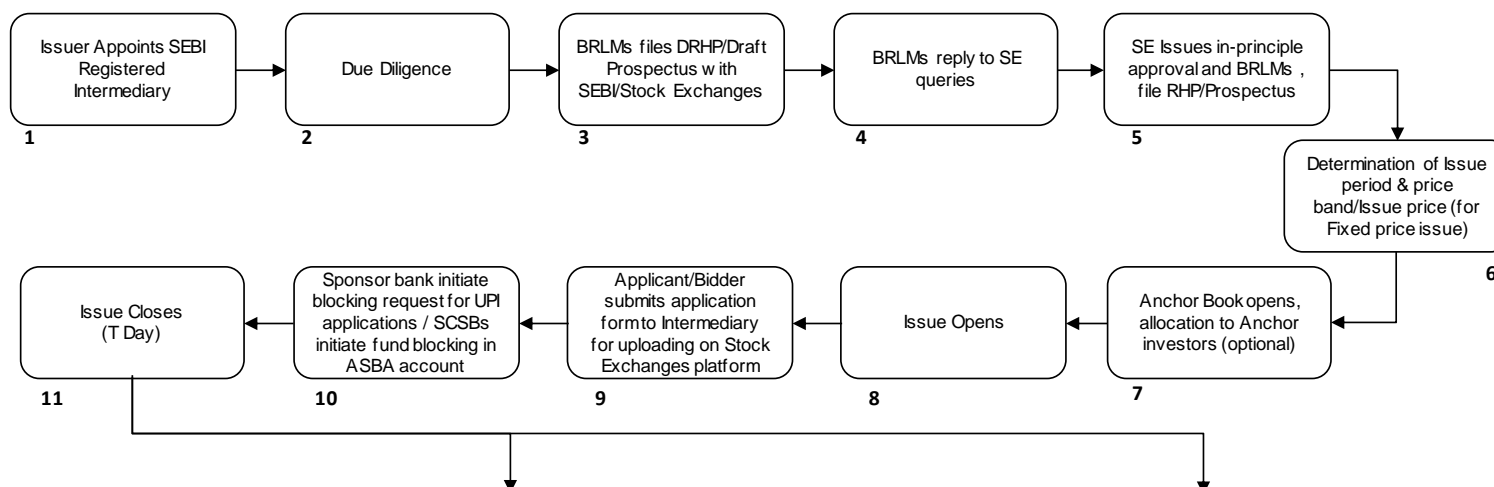 Issuer Appoints SEBI
Registered
Intermediary
1
Due Diligence
2
BRLMs files DRHP/Draft
Prospectus with
SEBI/Stock Exchanges
3
BRLMs reply to SE
queries
4
SE Issues in-principle
approval and BRLMs ,
file RHP/Prospectus
5
Determination of Issue
period & price
band/Issue price (for
Fixed price issue)
6
Anchor Book opens,
allocation to Anchor
investors (optional)
7
Issue Opens
8
Applicant/Bidder
submits application
form to Intermediary
for uploading on Stock
Exchanges platform
9
Sponsor bank initiate
blocking request for UPI
applications / SCSBs
initiate fund blocking in
ASBA account
10
Issue Closes
(T Day)
11